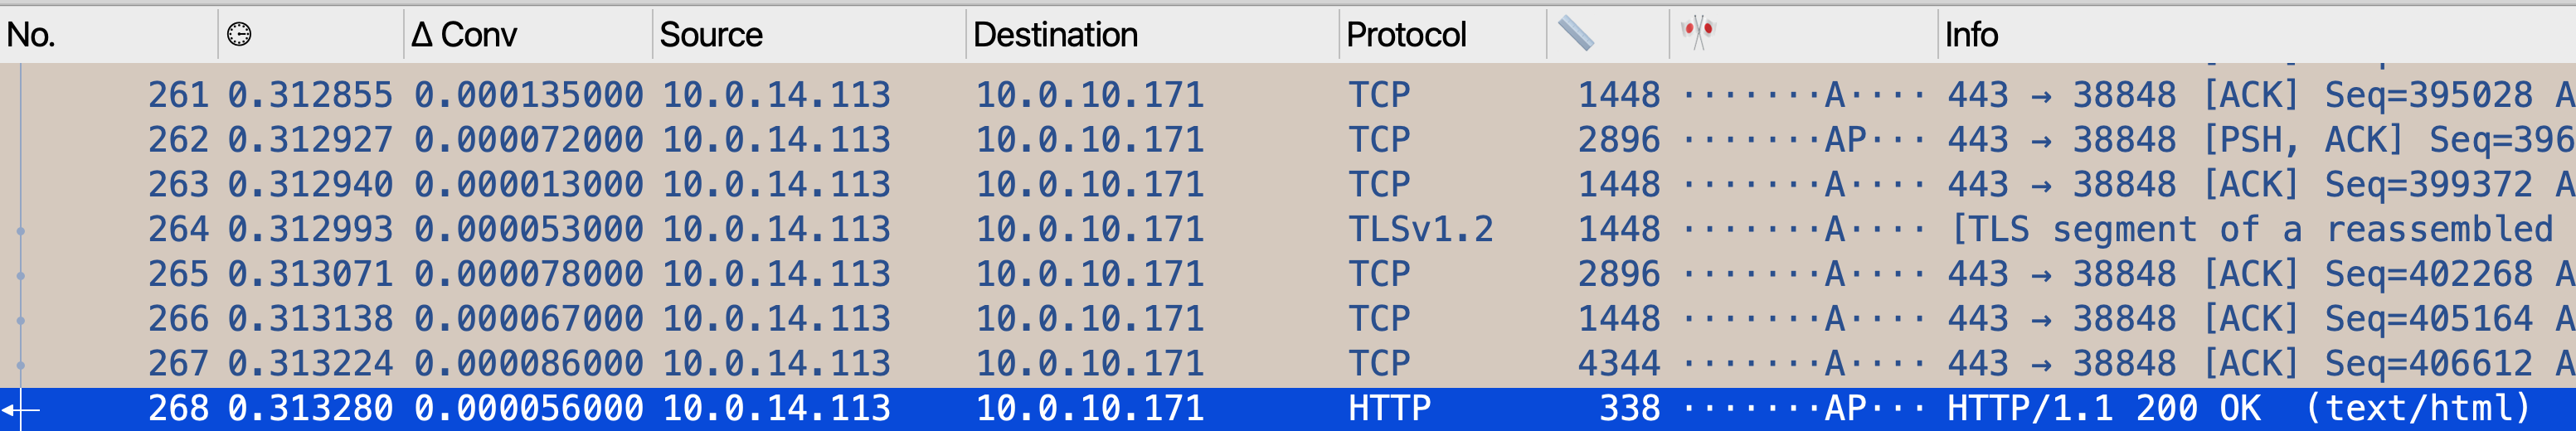 No. Δ Conv Source Destination Protocol Info
261 0.312855 0.000135000 10.0.14.113 10.0.10.171 TCP 1448 ·······A···· 443 → 38848 [ACK] Seq=395028 A
262 0.312927 0.000072000 10.0.14.113 10.0.10.171 TCP 2896 ·······AP··· 443 → 38848 [PSH, ACK] Seq=396
263 0.312940 0.000013000 10.0.14.113 10.0.10.171 TCP 1448 ·······A···· 443 → 38848 [ACK] Seq=399372 A
264 0.312993 0.000053000 10.0.14.113 10.0.10.171 TLSv1.2 1448 ·······A···· [TLS segment of a reassembled
265 0.313071 0.000078000 10.0.14.113 10.0.10.171 TCP 2896 ·······A···· 443 → 38848 [ACK] Seq=402268 A
266 0.313138 0.000067000 10.0.14.113 10.0.10.171 TCP 1448 ·······A···· 443 → 38848 [ACK] Seq=405164 A
267 0.313224 0.000086000 10.0.14.113 10.0.10.171 TCP 4344 ·······A···· 443 → 38848 [ACK] Seq=406612 A
268 0.313280 0.000056000 10.0.14.113 10.0.10.171 HTTP 338 ·······AP··· HTTP/1.1 200 OK (text/html)